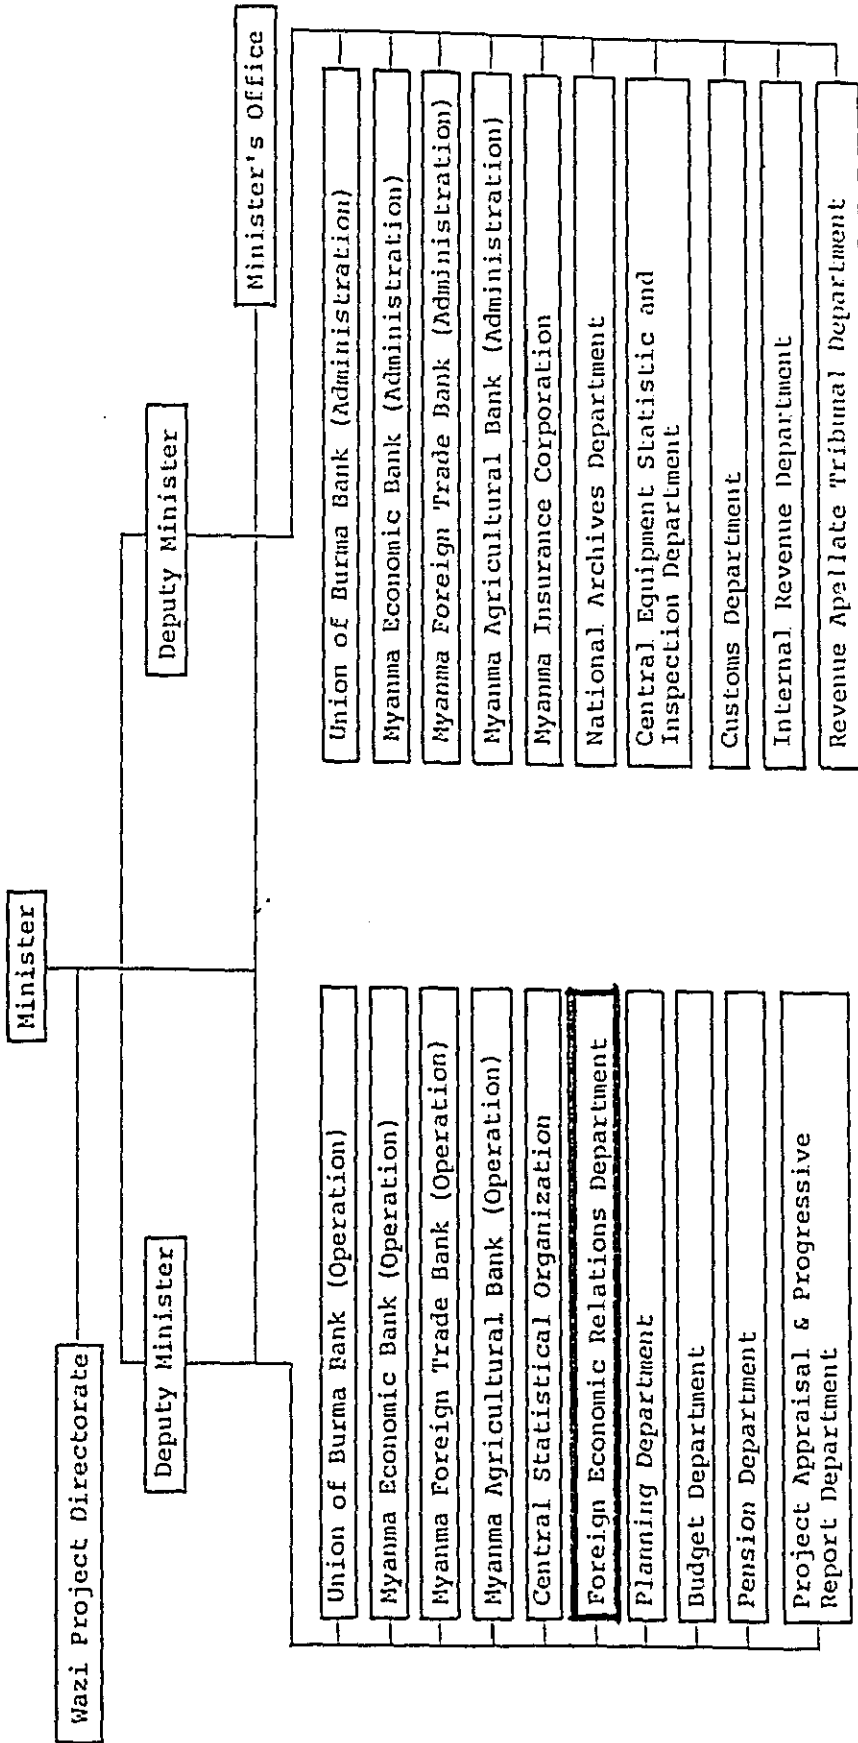 Minister
Wazi Project Directorate
Deputy Minister
Deputy Minister
Minister's Office
Union of Burma Bank (Operation)
Myanma Economic Bank (Operation)
Myanma Foreign Trade Bank (Operation)
Myanma Agricultural Bank (Operation)
Central Statistical Organization
Foreign Economic Relations Department
Planning Department
Budget Department
Pension Department
Project Appraisal & Progressive
Report Department
Union of Burma Bank (Administration)
Myanma Economic Bank (Administration)
Myanma Foreign Trade Bank (Administration)
Myanma Agricultural Bank (Administration)
Myanma Insurance Corporation
National Archives Department
Central Equipment Statistic and
Inspection Department
Customs Department
Internal Revenue Department
Revenue Apellate Tribunal Department